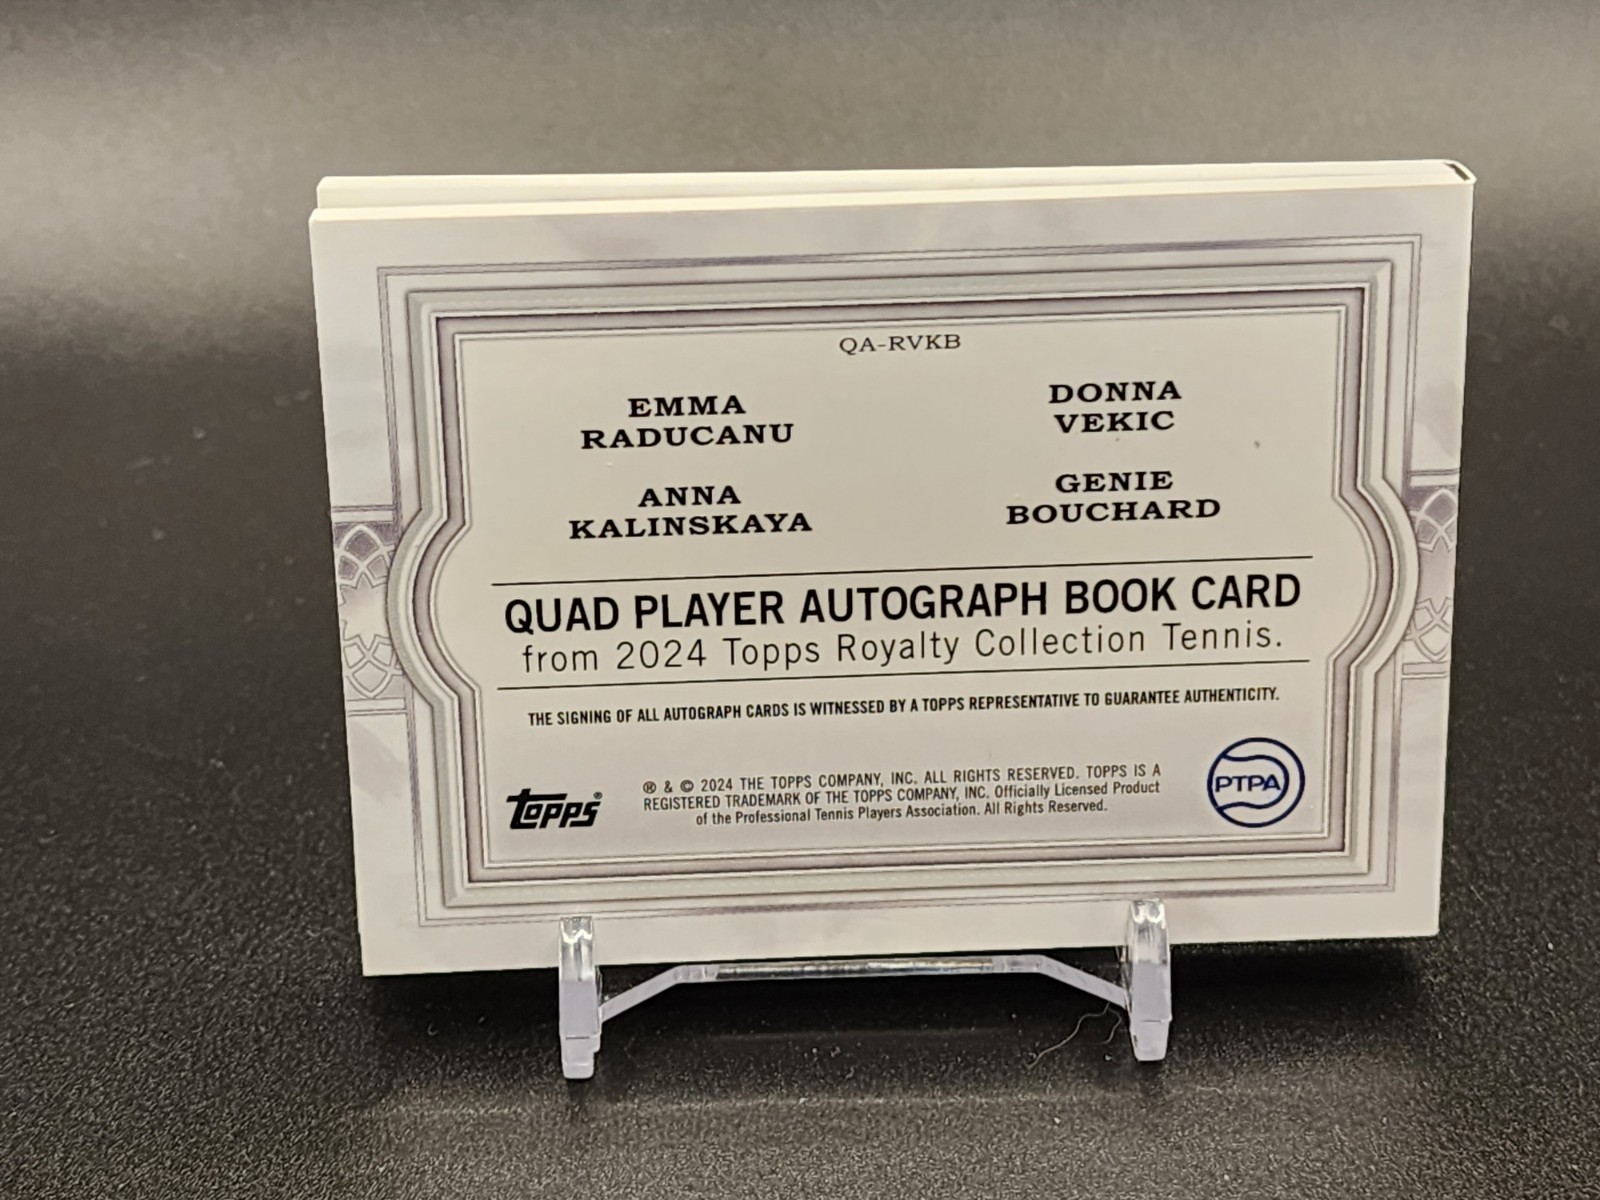 QA-RVKB
EMMA
RADUCANU
DONNA
VEKIC
ANNA
KALINSKAYA
GENIE
BOUCHARD
QUAD PLAYER AUTOGRAPH BOOK CARD
from 2024 Topps Royalty Collection Tennis.
THE SIGNING OF ALL AUTOGRAPH CARDS IS WITNESSED BY A TOPPS REPRESENTATIVE TO GUARANTEE AUTHENTICITY.
topps®
® & © 2024 THE TOPPS COMPANY, INC. ALL RIGHTS RESERVED. TOPPS IS A
REGISTERED TRADEMARK OF THE TOPPS COMPANY, INC. Officially Licensed Product
of the Professional Tennis Players Association. All Rights Reserved.
PTPA